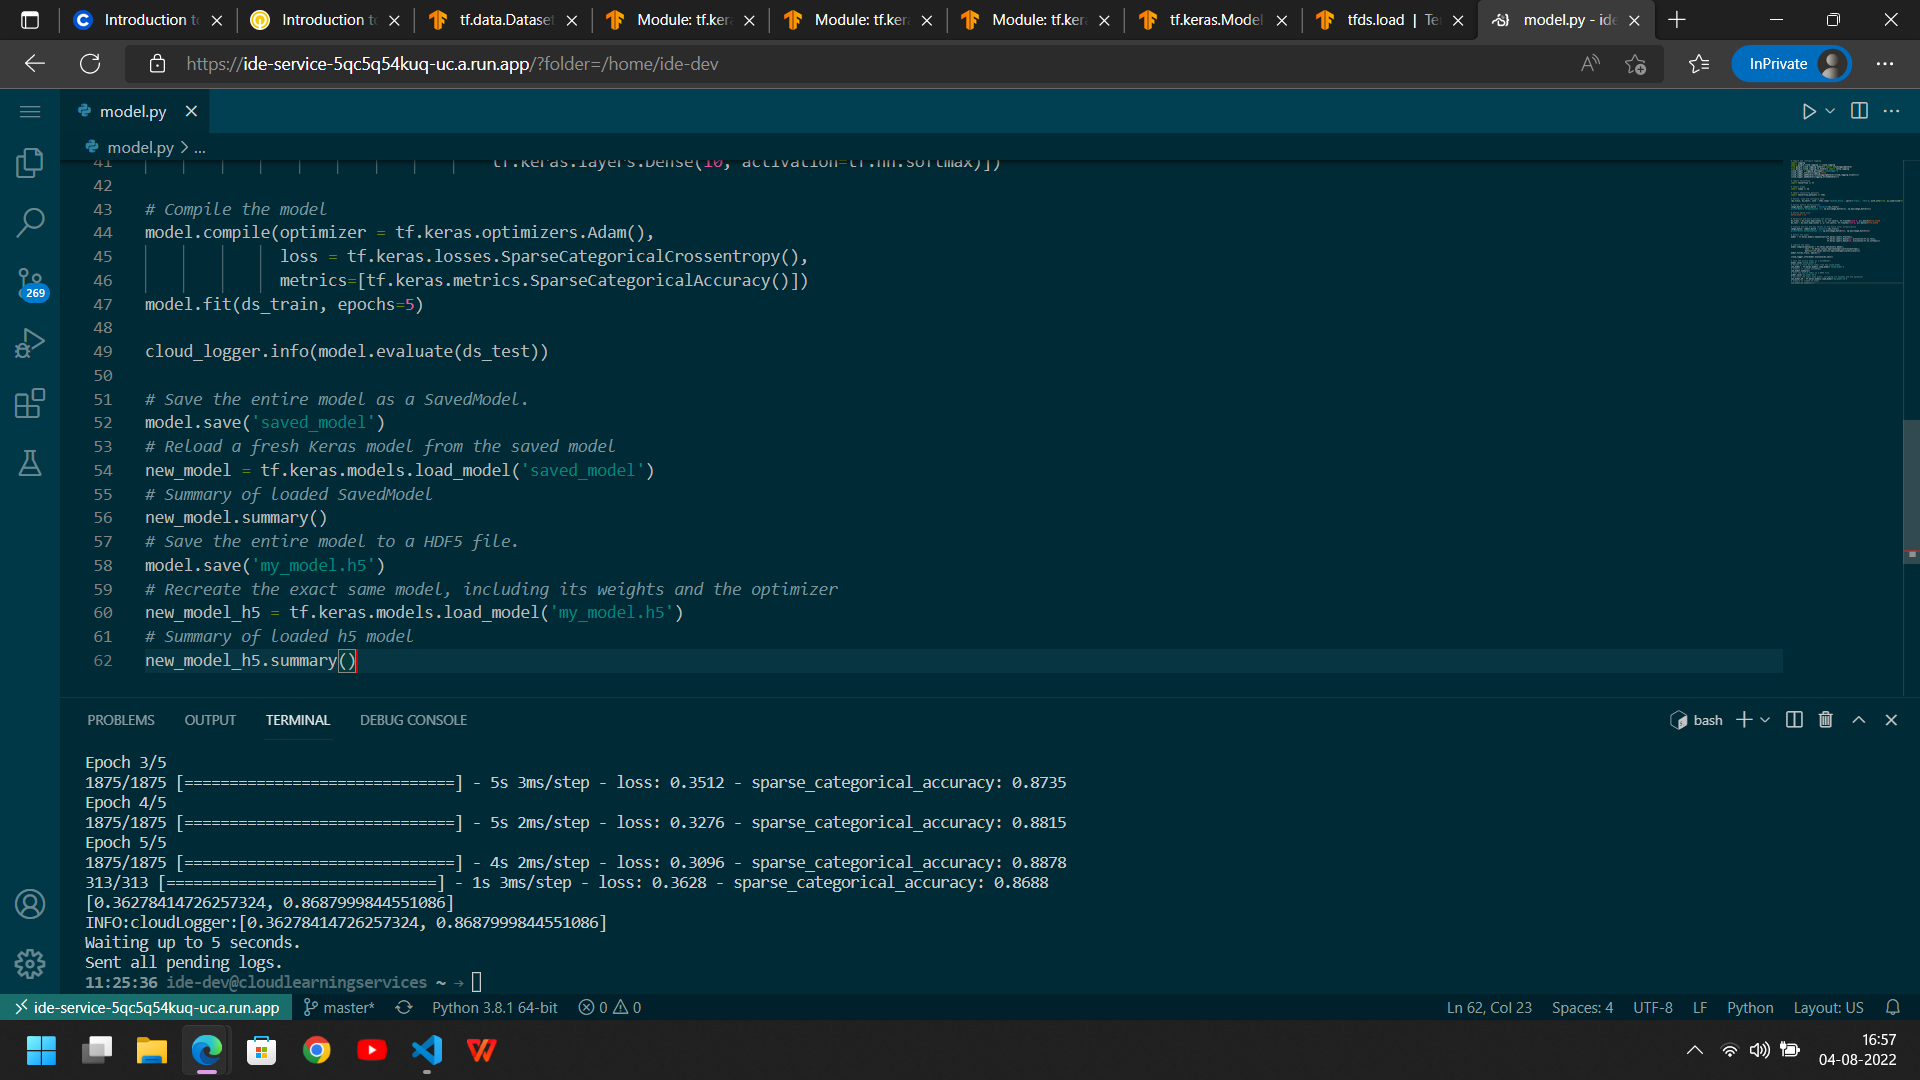 Introduction to
Introduction to
tf.data.Dataset
Module: tf.kera
Module: tf.kera
Module: tf.kera
tf.keras.Model
tfds.load | Te
model.py - ide
https://ide-service-5qc5q54kuq-uc.a.run.app/?folder=/home/ide-dev
InPrivate
model.py
model.py > ...
41 tf.keras.layers.Dense(10, activation=tf.nn.softmax)])
42
43 # Compile the model
44 model.compile(optimizer = tf.keras.optimizers.Adam(),
45 loss = tf.keras.losses.SparseCategoricalCrossentropy(),
46 metrics=[tf.keras.metrics.SparseCategoricalAccuracy()])
47 model.fit(ds_train, epochs=5)
48
49 cloud_logger.info(model.evaluate(ds_test))
50
51 # Save the entire model as a SavedModel.
52 model.save('saved_model')
53 # Reload a fresh Keras model from the saved model
54 new_model = tf.keras.models.load_model('saved_model')
55 # Summary of loaded SavedModel
56 new_model.summary()
57 # Save the entire model to a HDF5 file.
58 model.save('my_model.h5')
59 # Recreate the exact same model, including its weights and the optimizer
60 new_model_h5 = tf.keras.models.load_model('my_model.h5')
61 # Summary of loaded h5 model
62 new_model_h5.summary()
269
PROBLEMS OUTPUT TERMINAL DEBUG CONSOLE bash
Epoch 3/5
1875/1875 [==============================] - 5s 3ms/step - loss: 0.3512 - sparse_categorical_accuracy: 0.8735
Epoch 4/5
1875/1875 [==============================] - 5s 2ms/step - loss: 0.3276 - sparse_categorical_accuracy: 0.8815
Epoch 5/5
1875/1875 [==============================] - 4s 2ms/step - loss: 0.3096 - sparse_categorical_accuracy: 0.8878
313/313 [==============================] - 1s 3ms/step - loss: 0.3628 - sparse_categorical_accuracy: 0.8688
[0.36278414726257324, 0.8687999844551086]
INFO:cloudLogger:[0.36278414726257324, 0.8687999844551086]
Waiting up to 5 seconds.
Sent all pending logs.
11:25:36 ide-dev@cloudlearningservices ~ →
ide-service-5qc5q54kuq-uc.a.run.app master* Python 3.8.1 64-bit 0 0 Ln 62, Col 23 Spaces: 4 UTF-8 LF Python Layout: US
16:57
04-08-2022